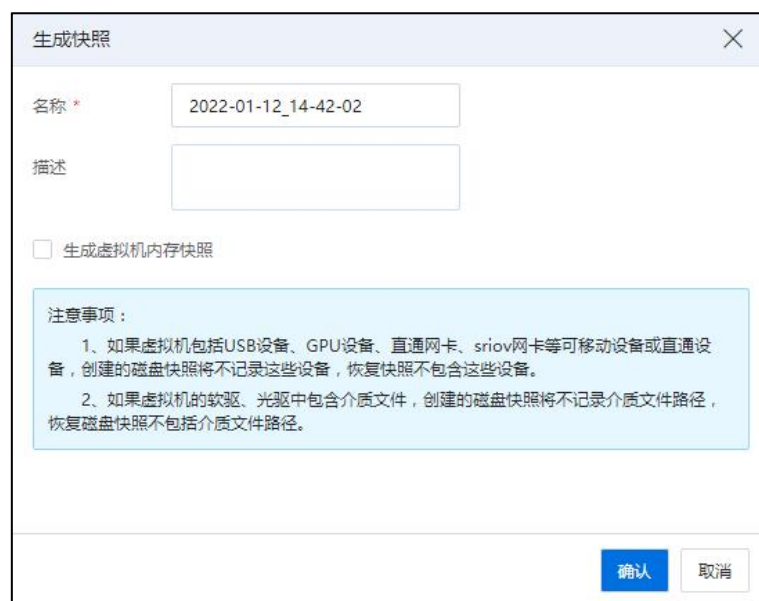 生成快照
名称 *
2022-01-12_14-42-02
描述
生成虚拟机内存快照
注意事项：
1、如果虚拟机包括USB设备、GPU设备、直通网卡、sriov网卡等可移动设备或直通设
备，创建的磁盘快照将不记录这些设备，恢复快照不包含这些设备。
2、如果虚拟机的软驱、光驱中包含介质文件，创建的磁盘快照将不记录介质文件路径，
恢复磁盘快照不包括介质文件路径。
确认
取消